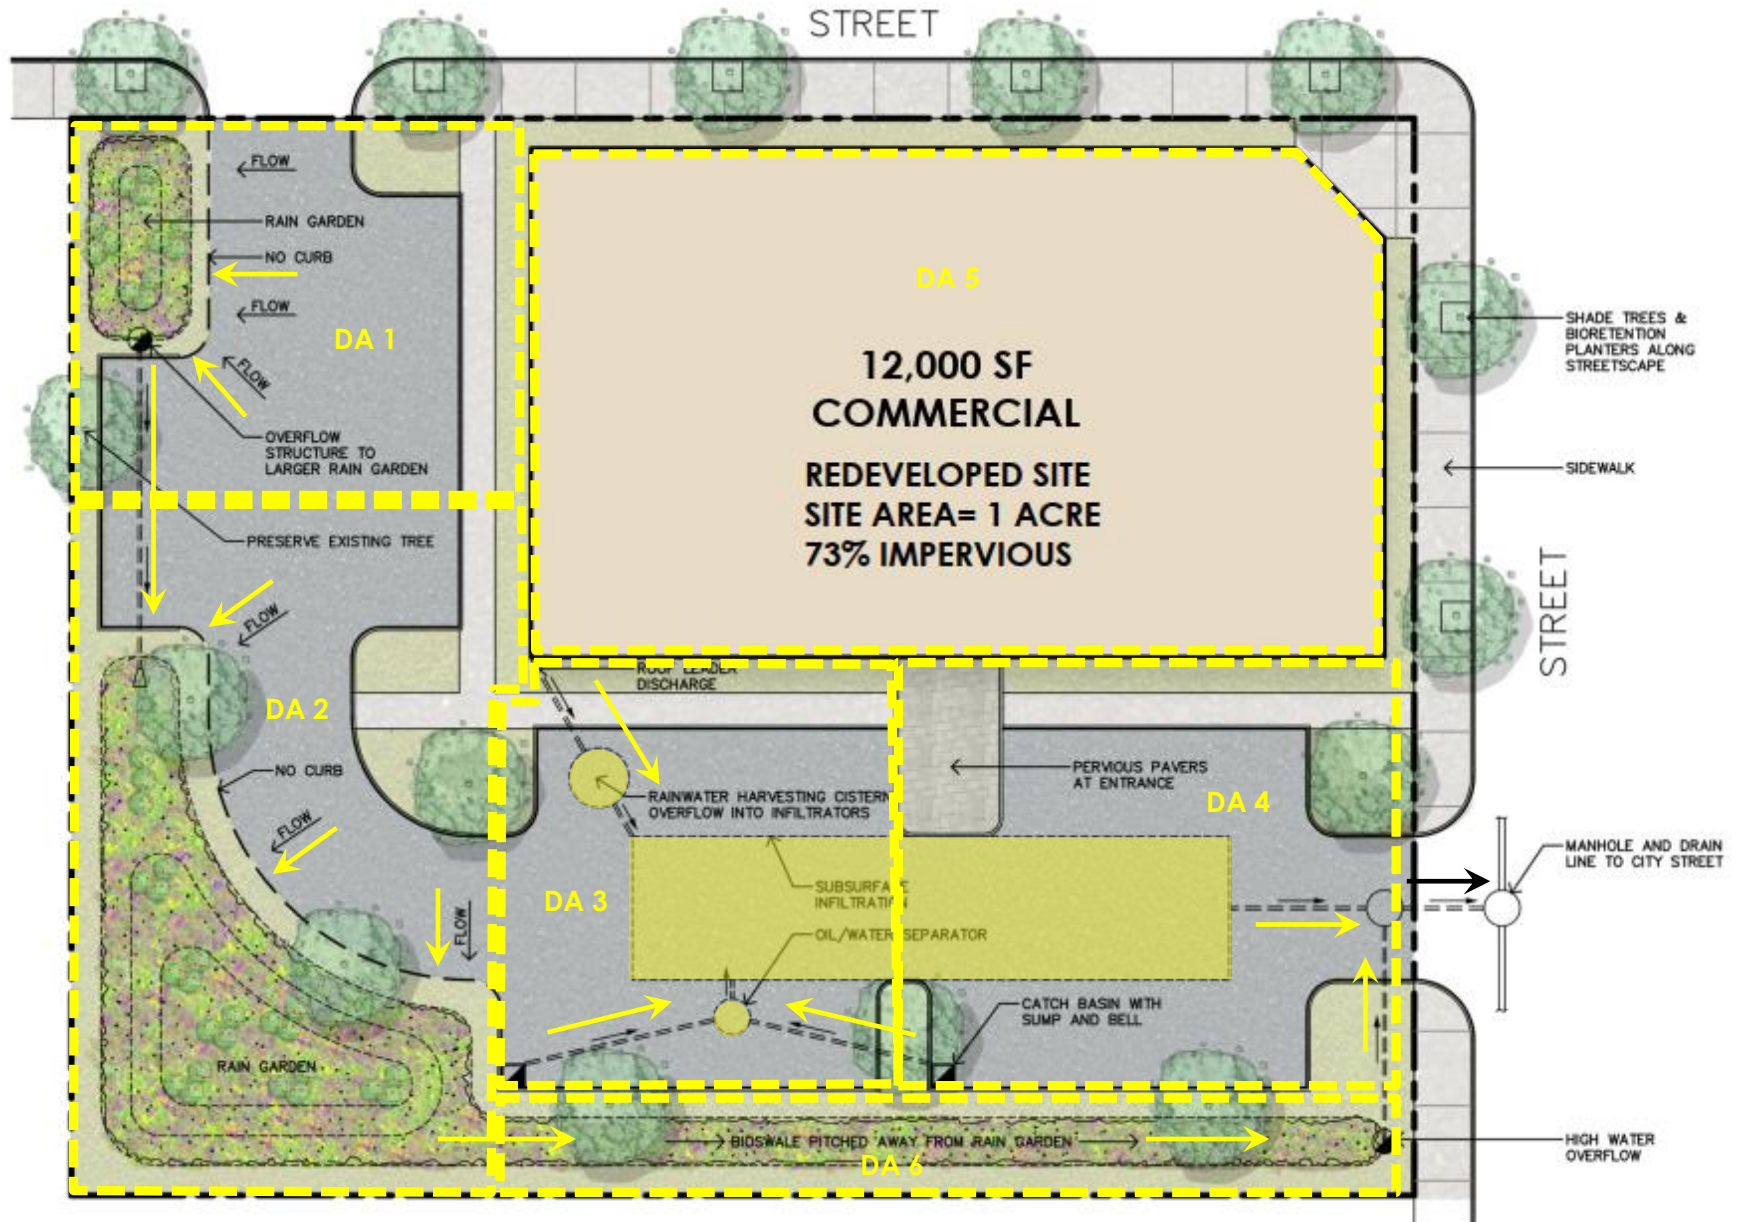 STREET
FLOW
RAIN GARDEN
NO CURB
DA 5
FLOW
DA 1
SHADE TREES &
BIORETENTION
PLANTERS ALONG
STREETSCAPE
FLOW
12,000 SF
COMMERCIAL
OVERFLOW
STRUCTURE TO
LARGER RAIN GARDEN
REDEVELOPED SITE
SITE AREA= 1 ACRE
73% IMPERVIOUS
SIDEWALK
PRESERVE EXISTING TREE
STREET
FLOW
ROOF LEADER
DISCHARGE
DA 2
NO CURB
PERVIOUS PAVERS
AT ENTRANCE
RAINWATER HARVESTING CISTERN
OVERFLOW INTO INFILTRATORS
DA 4
FLOW
MANHOLE AND DRAIN
LINE TO CITY STREET
SUBSURFACE
INFILTRATION
DA 3
FLOW
OIL/WATER SEPARATOR
CATCH BASIN WITH
SUMP AND BELL
RAIN GARDEN
BIOSWALE PITCHED AWAY FROM RAIN GARDEN
DA 6
HIGH WATER
OVERFLOW